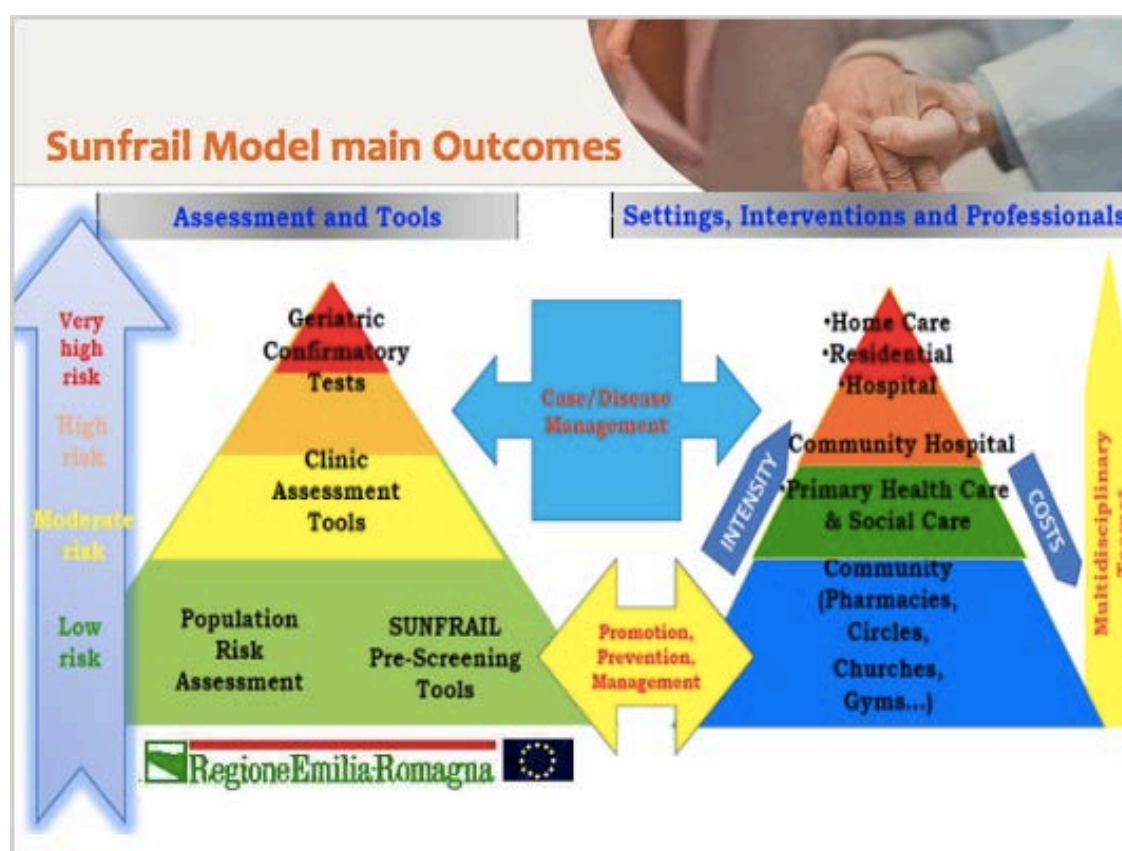 Sunfrail Model main Outcomes
Assessment and Tools
Settings, Interventions and Professionals
Very
high
risk
High
risk
Moderate
risk
Low
risk
Geriatric
Confirmatory
Tests
Clinic
Assessment
Tools
Population
Risk
Assessment
SUNFRAIL
Pre-Screening
Tools
Case/Disease
Management
Promotion,
Prevention,
Management
•Home Care
•Residential
•Hospital
Community Hospital
•Primary Health Care
& Social Care
Community
(Pharmacies,
Circles,
Churches,
Gyms...)
INTENSITY
COSTS
Multidisciplinary
RegioneEmilia-Romagna